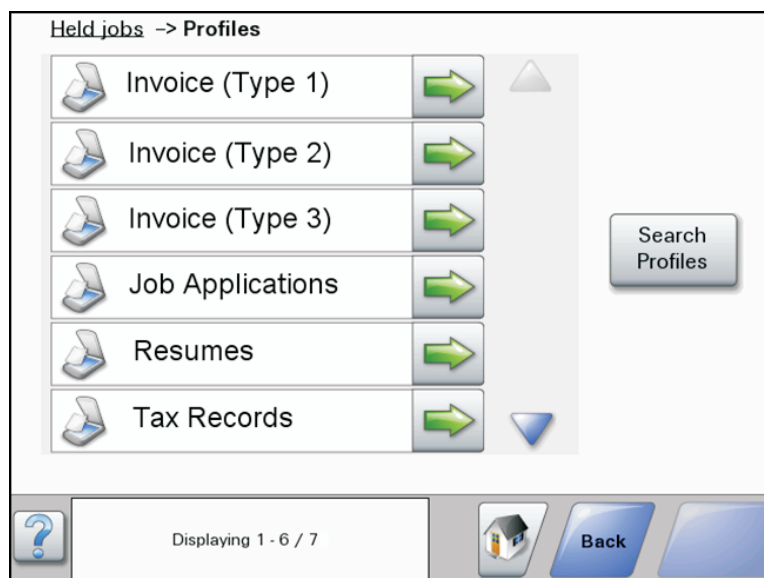 Held jobs -> Profiles
Invoice (Type 1)
Invoice (Type 2)
Invoice (Type 3)
Job Applications
Resumes
Tax Records
Search
Profiles
?
Displaying 1 - 6 / 7
Back